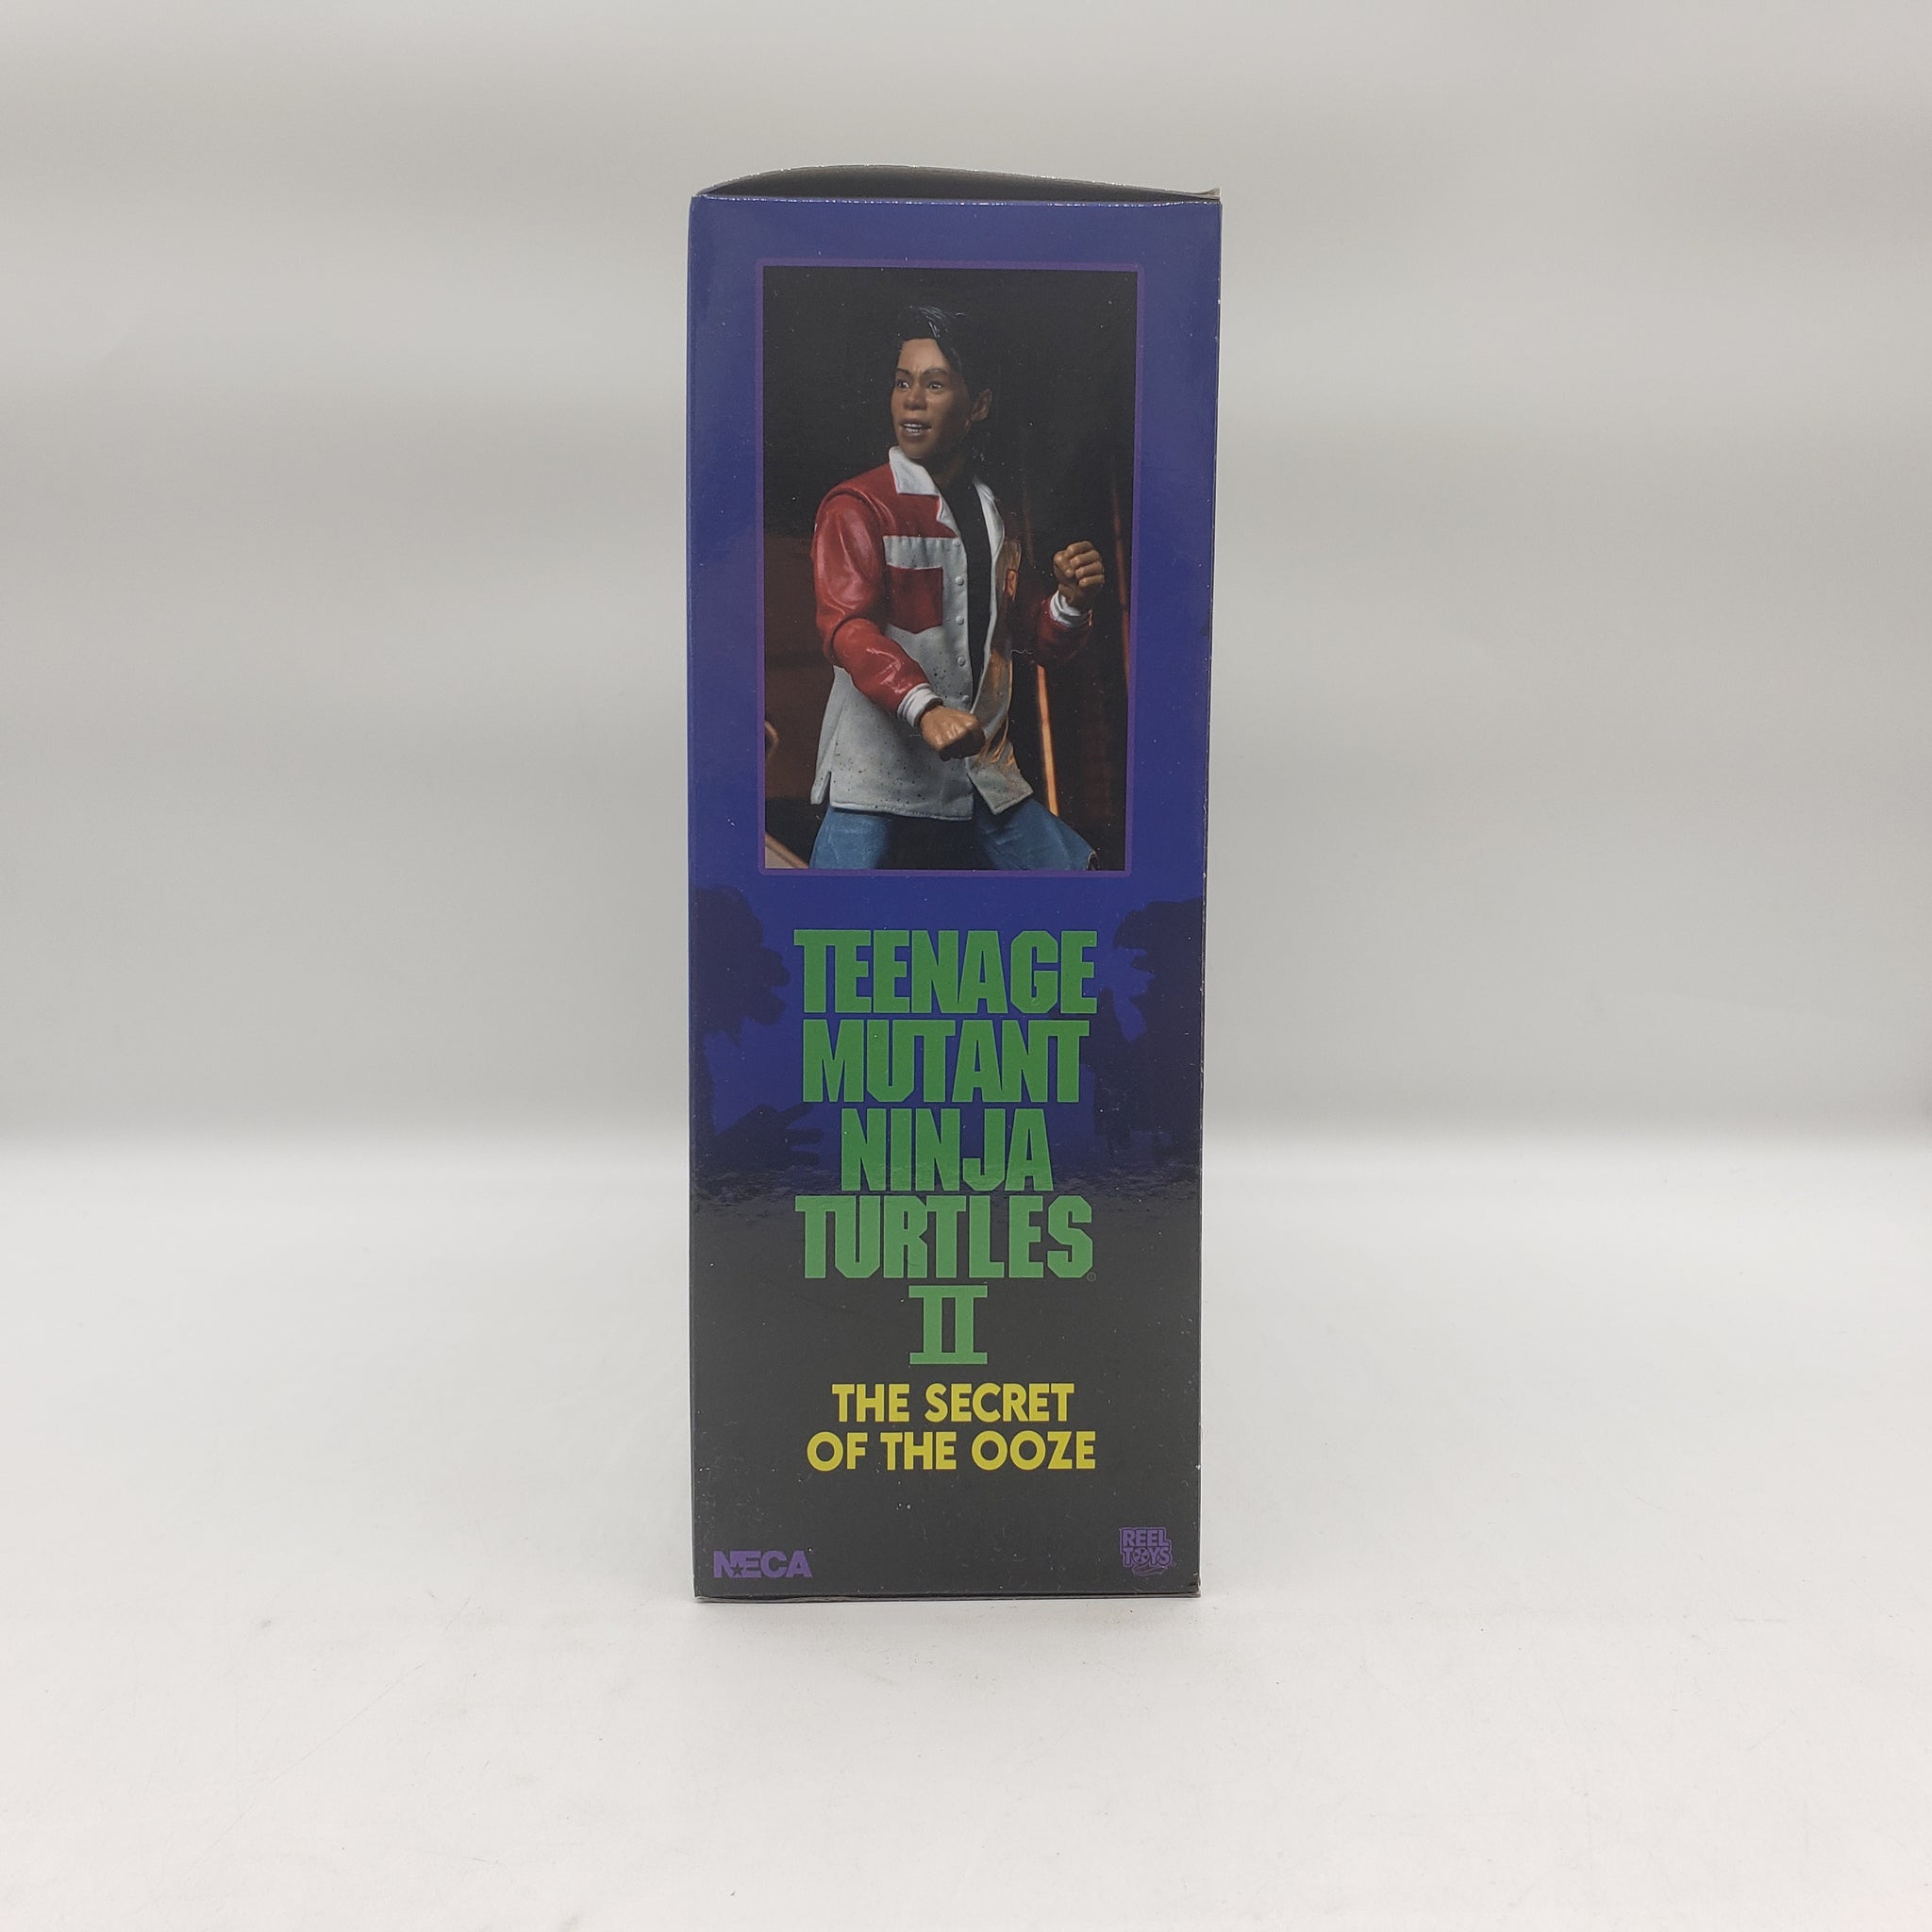 TEENAGE
MUTANT
NINJA
TURTLES®
II
THE SECRET
OF THE OOZE
NECA
REEL
TOYS